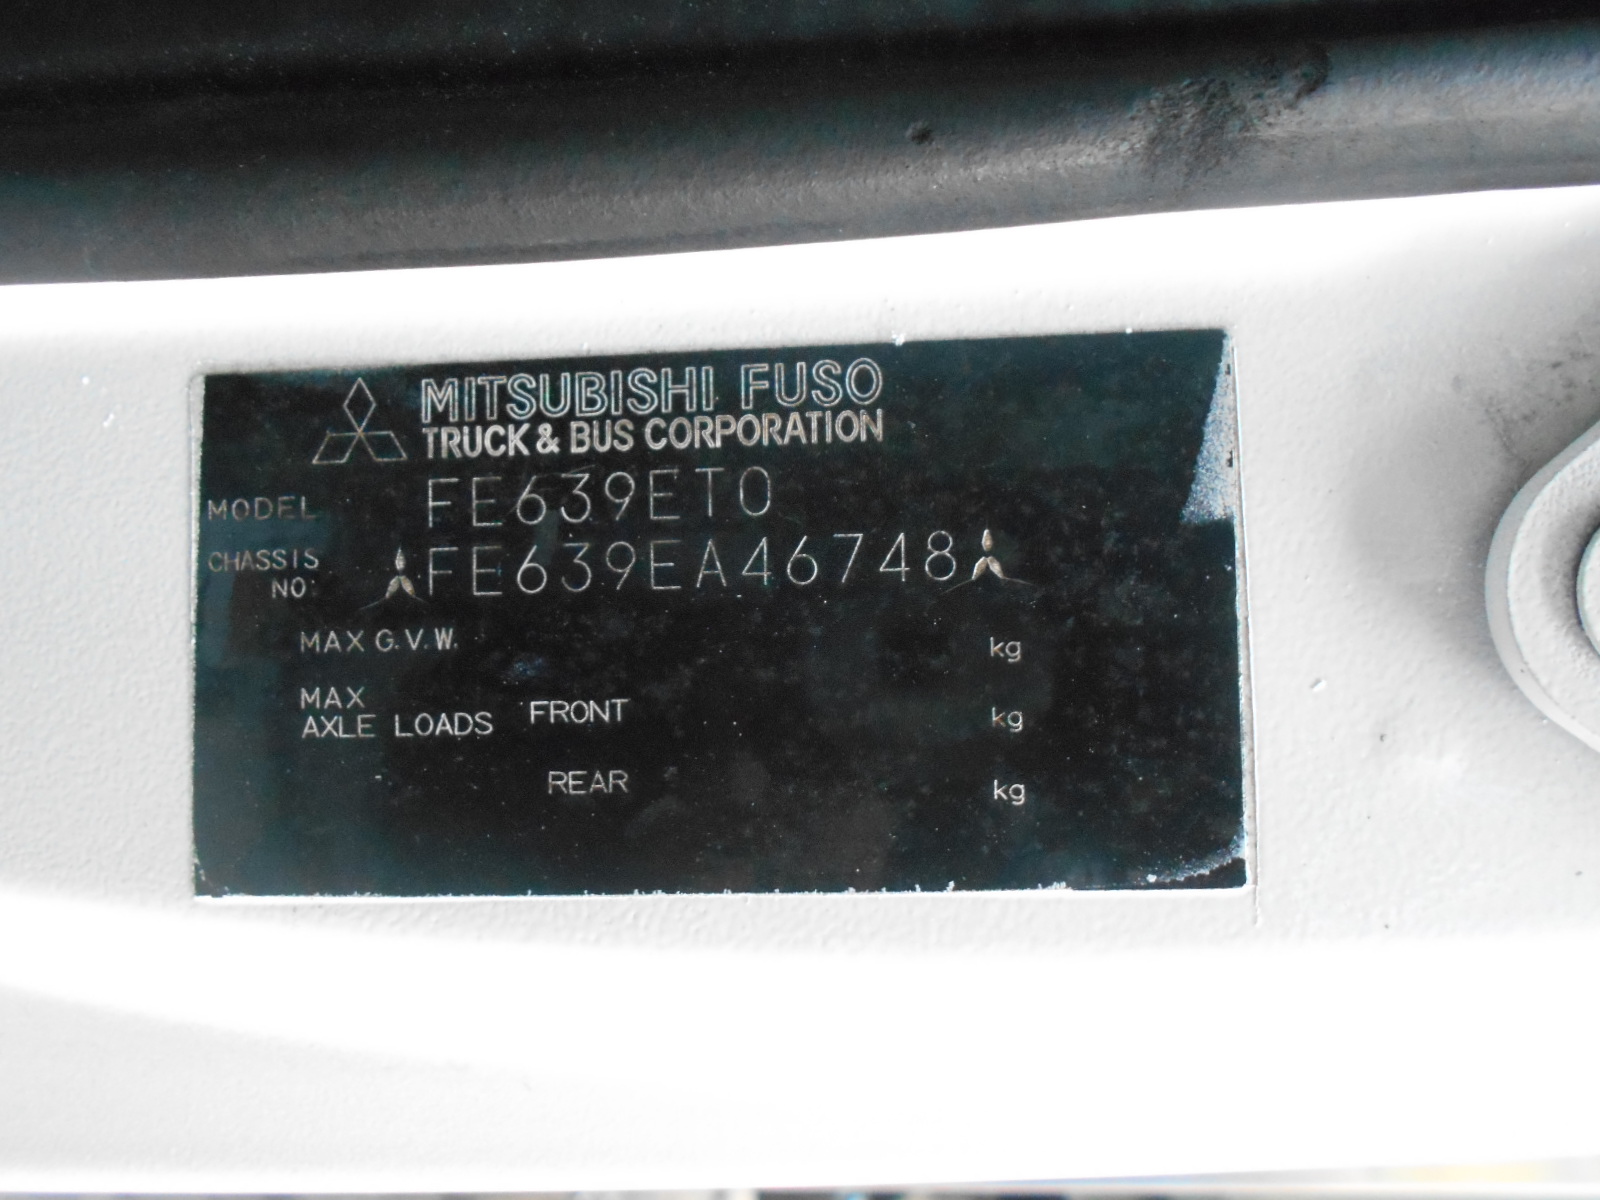 MITSUBISHI FUSO
TRUCK & BUS CORPORATION
MODEL FE639ET0
CHASSIS
NO: FE639EA46748
MAX G.V.W. kg
MAX
AXLE LOADS FRONT kg
REAR kg